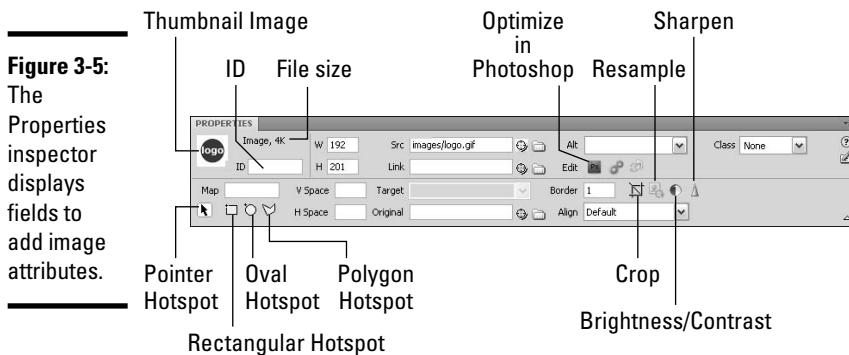 Thumbnail Image
Optimize in Photoshop
Sharpen
ID
File size
Resample
Figure 3-5:
The
Properties
inspector
displays
fields to
add image
attributes.
PROPERTIES
logo
Image, 4K
W 192
Src images/logo.gif
Alt
Class None
ID
H 201
Link
Edit Ps
Map
V Space
Target
Border 1
H Space
Original
Align Default
Pointer Hotspot
Oval Hotspot
Polygon Hotspot
Crop
Rectangular Hotspot
Brightness/Contrast